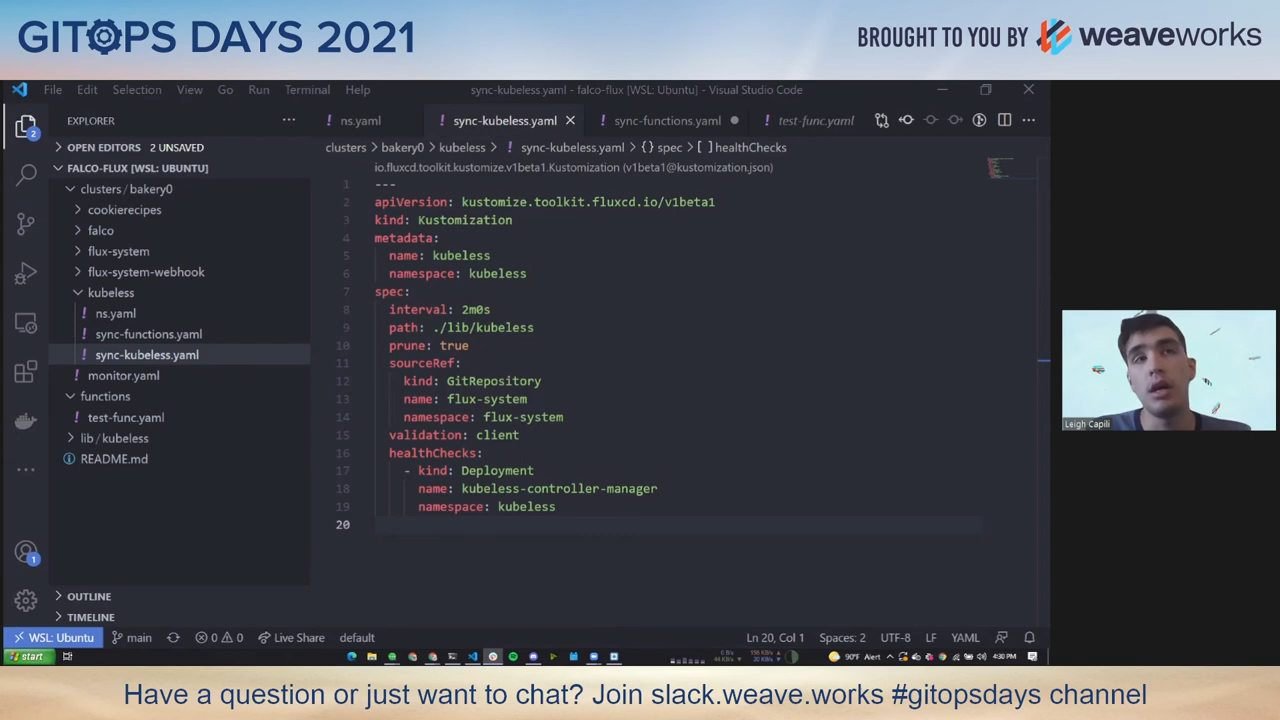 GITOPS DAYS 2021
BROUGHT TO YOU BY weaveworks
File Edit Selection View Go Run Terminal Help
sync-kubeless.yaml - falco-flux [WSL: Ubuntu] - Visual Studio Code
EXPLORER
ns.yaml
sync-kubeless.yaml
sync-functions.yaml
test-func.yaml
OPEN EDITORS 2 UNSAVED
FALCO-FLUX [WSL: UBUNTU]
clusters / bakery0
cookierecipes
falco
flux-system
flux-system-webhook
kubeless
ns.yaml
sync-functions.yaml
sync-kubeless.yaml
monitor.yaml
functions
test-func.yaml
lib / kubeless
README.md
OUTLINE
TIMELINE
clusters > bakery0 > kubeless > sync-kubeless.yaml > {} spec > [ ] healthChecks
io.fluxcd.toolkit.kustomize.v1beta1.Kustomization (v1beta1@kustomization.json)
1 ---
2 apiVersion: kustomize.toolkit.fluxcd.io/v1beta1
3 kind: Kustomization
4 metadata:
5 name: kubeless
6 namespace: kubeless
7 spec:
8 interval: 2m0s
9 path: ./lib/kubeless
10 prune: true
11 sourceRef:
12 kind: GitRepository
13 name: flux-system
14 namespace: flux-system
15 validation: client
16 healthChecks:
17 - kind: Deployment
18 name: kubeless-controller-manager
19 namespace: kubeless
20
2
1
Leigh Capili
WSL: Ubuntu main 0 0 Live Share default
Ln 20, Col 1 Spaces: 2 UTF-8 LF YAML
start
90°F Alert 4:30 PM
Have a question or just want to chat? Join slack.weave.works #gitopsdays channel